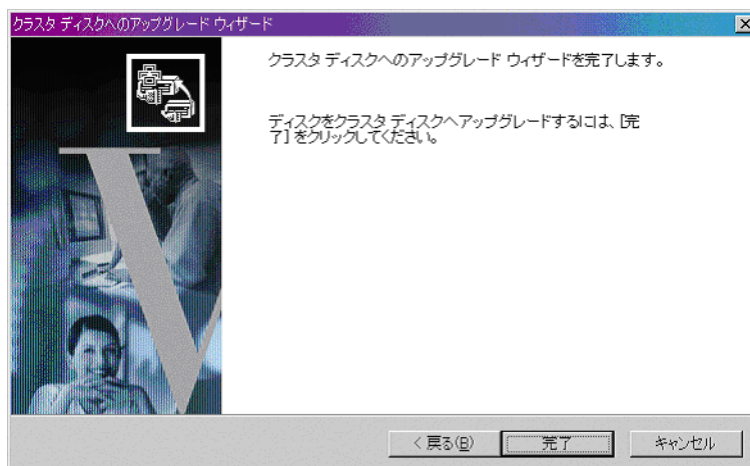 クラスタ ディスクへのアップグレード ウィザード
クラスタ ディスクへのアップグレード ウィザードを完了します。
ディスクをクラスタ ディスクへアップグレードするには、[完
了] をクリックしてください。
< 戻る(B)
完了
キャンセル